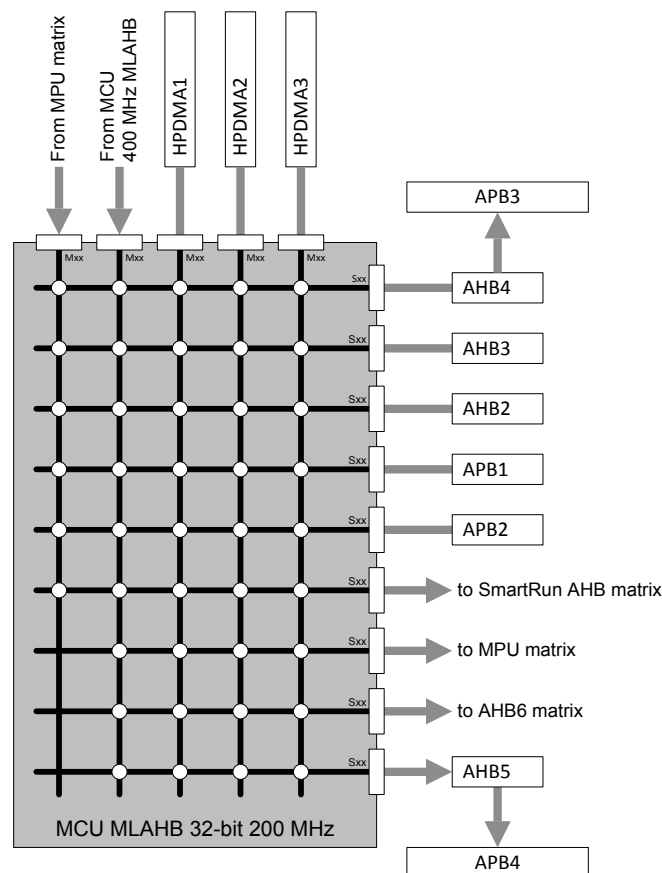 From MPU matrix
From MCU
400 MHz MLAHB
HPDMA1
HPDMA2
HPDMA3
APB3
Mxx
Mxx
Mxx
Mxx
Mxx
Sxx
AHB4
Sxx
AHB3
Sxx
AHB2
Sxx
APB1
Sxx
APB2
Sxx
to SmartRun AHB matrix
Sxx
to MPU matrix
Sxx
to AHB6 matrix
Sxx
AHB5
MCU MLAHB 32-bit 200 MHz
APB4